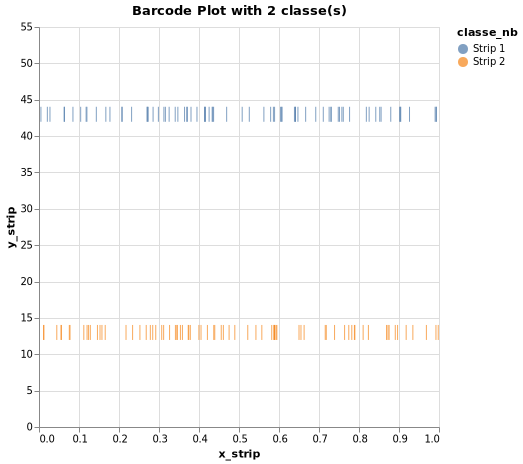 Barcode Plot with 2 classe(s)
classe_nb
Strip 1
Strip 2
55
50
45
40
35
30
25
20
15
10
5
0
y_strip
0.0 0.1 0.2 0.3 0.4 0.5 0.6 0.7 0.8 0.9 1.0
x_strip